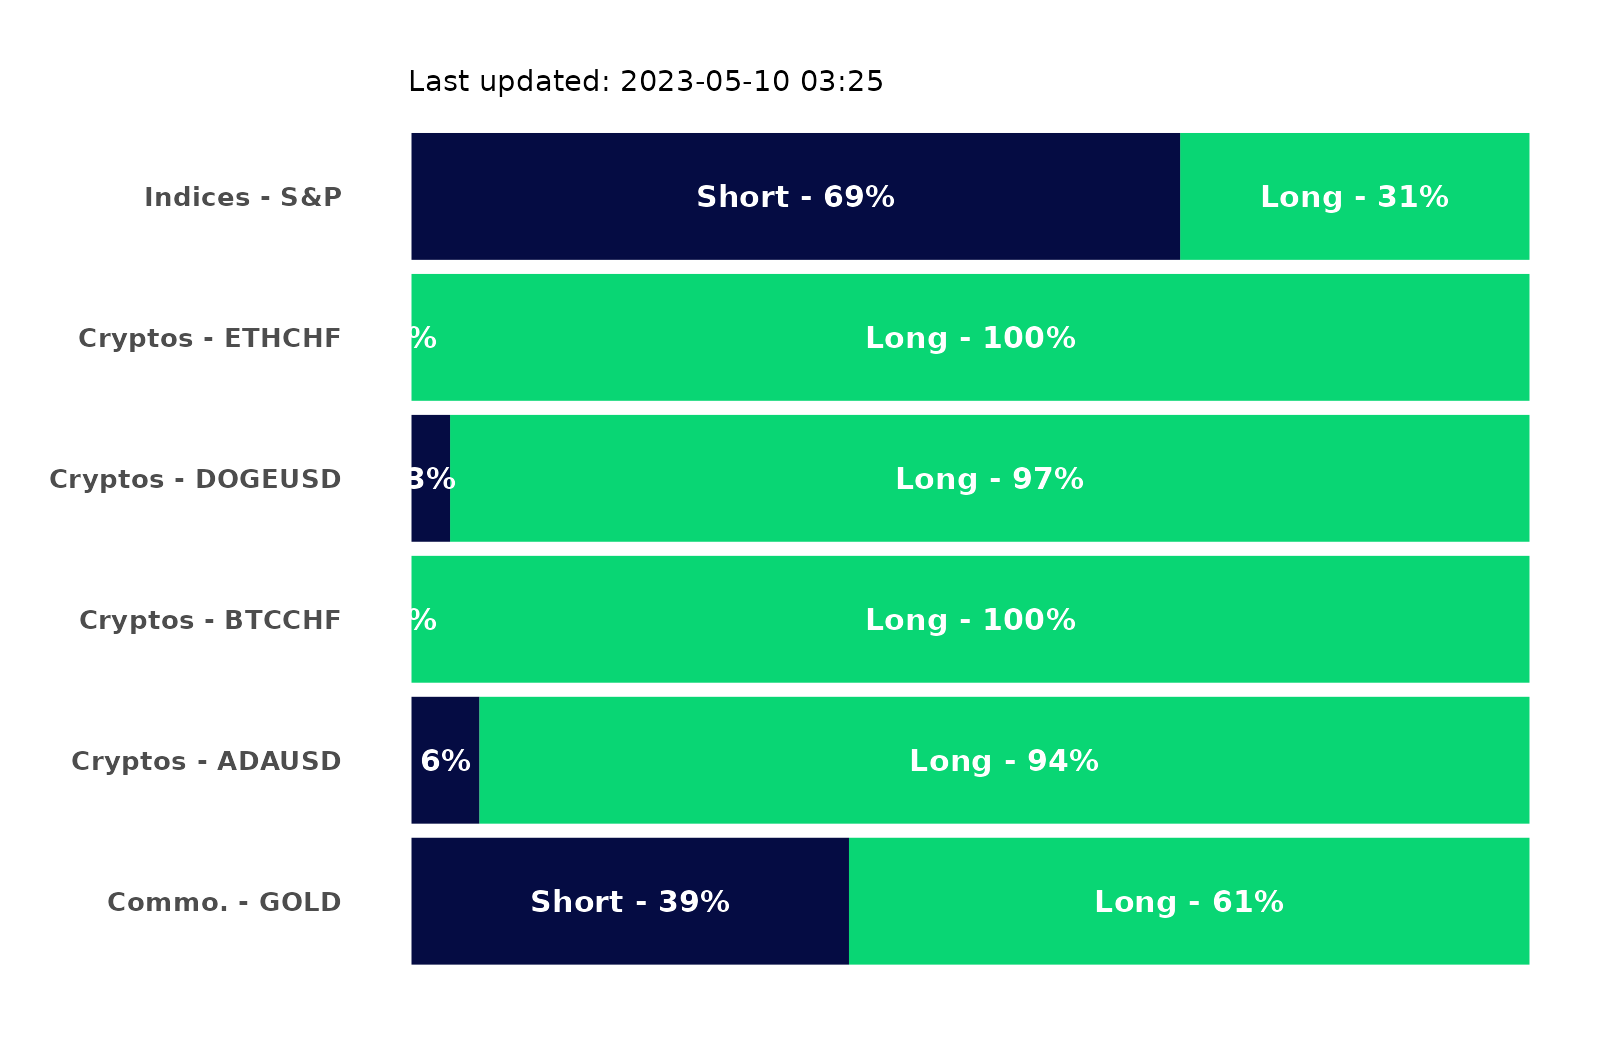 Last updated: 2023-05-10 03:25
Indices - S&P Short - 69% Long - 31%
Cryptos - ETHCHF % Long - 100%
Cryptos - DOGEUSD 3% Long - 97%
Cryptos - BTCCHF % Long - 100%
Cryptos - ADAUSD 6% Long - 94%
Commo. - GOLD Short - 39% Long - 61%